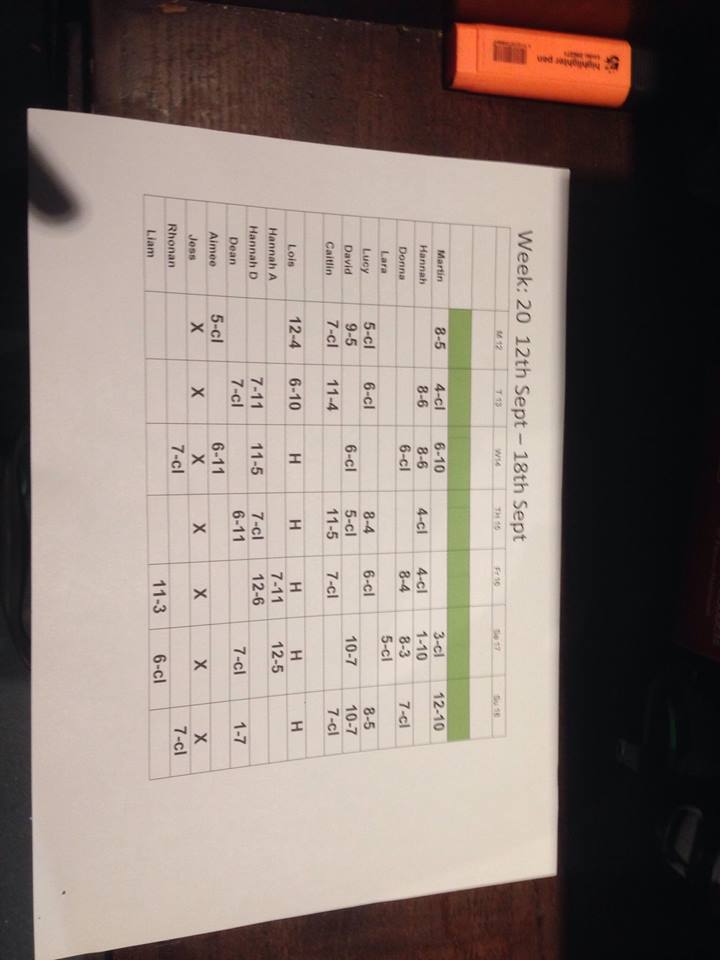 highlighter pen
Week: 20 12th Sept – 18th Sept
M 12 T 13 W14 TH 15 Fr 16 Sa 17 Su 18
Martin 8-5 4-cl 6-10 3-cl 12-10
Hannah 8-6 8-6 4-cl 4-cl 1-10
Donna 6-cl 8-4 8-3 7-cl
Lara 5-cl
Lucy 5-cl 6-cl 8-4 6-cl 8-5
David 9-5 6-cl 5-cl 10-7 10-7
Caitlin 7-cl 11-4 11-5 7-cl 7-cl
Lois 12-4 6-10 H H H H H
Hannah A 7-11 12-5
Hannah D 7-11 11-5 7-cl 12-6
Dean 7-cl 6-11 7-cl 1-7
Aimee 5-cl 6-11
Jess X X X X X X X
Rhonan 7-cl 7-cl
Liam 11-3 6-cl